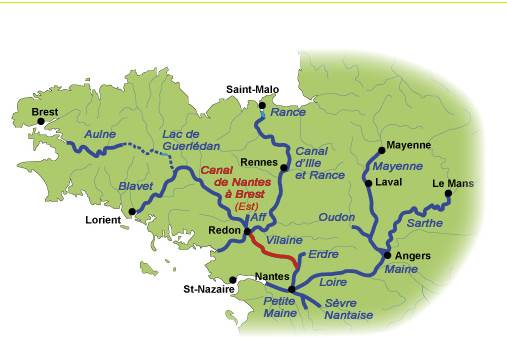 Saint-Malo
Rance
Brest
Aulne
Lac de
Guerlédan
Canal
d'Ille
et Rance
Mayenne
Mayenne
Rennes
Canal
de Nantes
à Brest
(Est)
Laval
Le Mans
Blavet
Lorient
Aff
Redon
Vilaine
Oudon
Sarthe
Erdre
Angers
Maine
Nantes
Loire
St-Nazaire
Petite
Maine
Sèvre
Nantaise